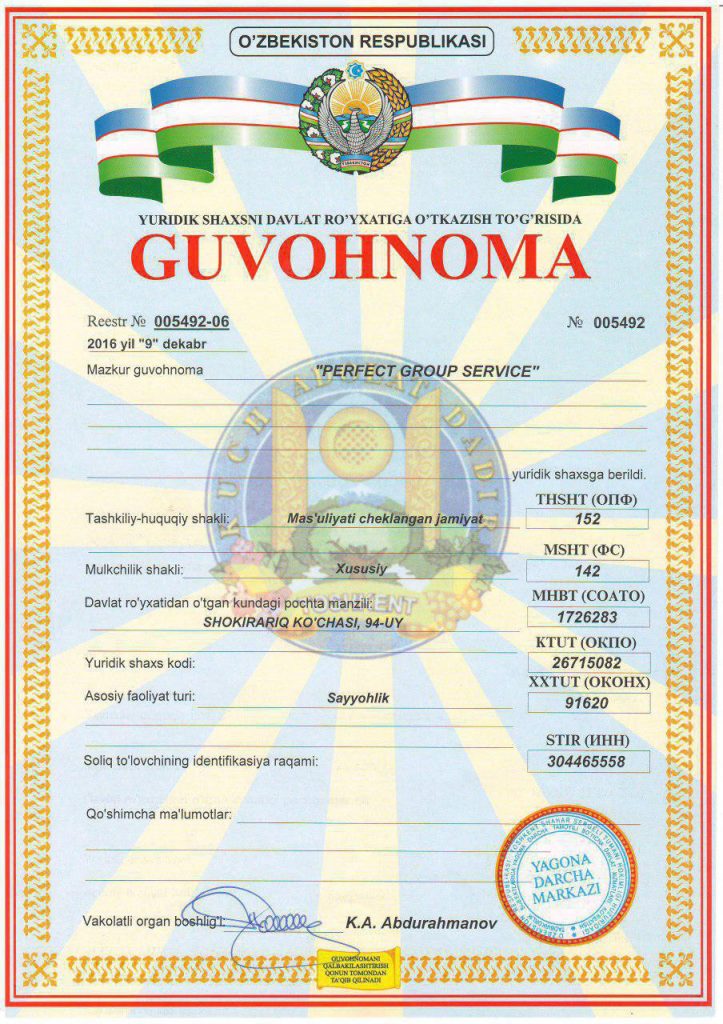 O'ZBEKISTON RESPUBLIKASI
YURIDIK SHAXSNI DAVLAT RO'YXATIGA O'TKAZISH TO'G'RISIDA
GUVOHNOMA
Reestr № 005492-06 № 005492
2016 yil "9" dekabr
Mazkur guvohnoma "PERFECT GROUP SERVICE"
KUCH ADOLAT DADIR
yuridik shaxsga berildi.
THSHT (ОПФ)
Tashkiliy-huquqiy shakli: Mas'uliyati cheklangan jamiyat 152
MSHT (ФС)
Mulkchilik shakli: Xususiy 142
MHBT (СОАТО)
Davlat ro'yxatidan o'tgan kundagi pochta manzili: 1726283
TOSHKENT
SHOKIRARIQ KO'CHASI, 94-UY
KTUT (ОКПО)
Yuridik shaxs kodi: 26715082
XXTUT (ОКОНХ)
Asosiy faoliyat turi: Sayyohlik 91620
STIR (ИНН)
Soliq to'lovchining identifikasiya raqami: 304465558
Qo'shimcha ma'lumotlar:
YAGONA
DARCHA
MARKAZI
Vakolatli organ boshlig'i: K.A. Abdurahmanov
GUVOHNOMANI
QALBAKILASHTIRISH
QONUN TOMONDAN
TA'QIB QILINADI